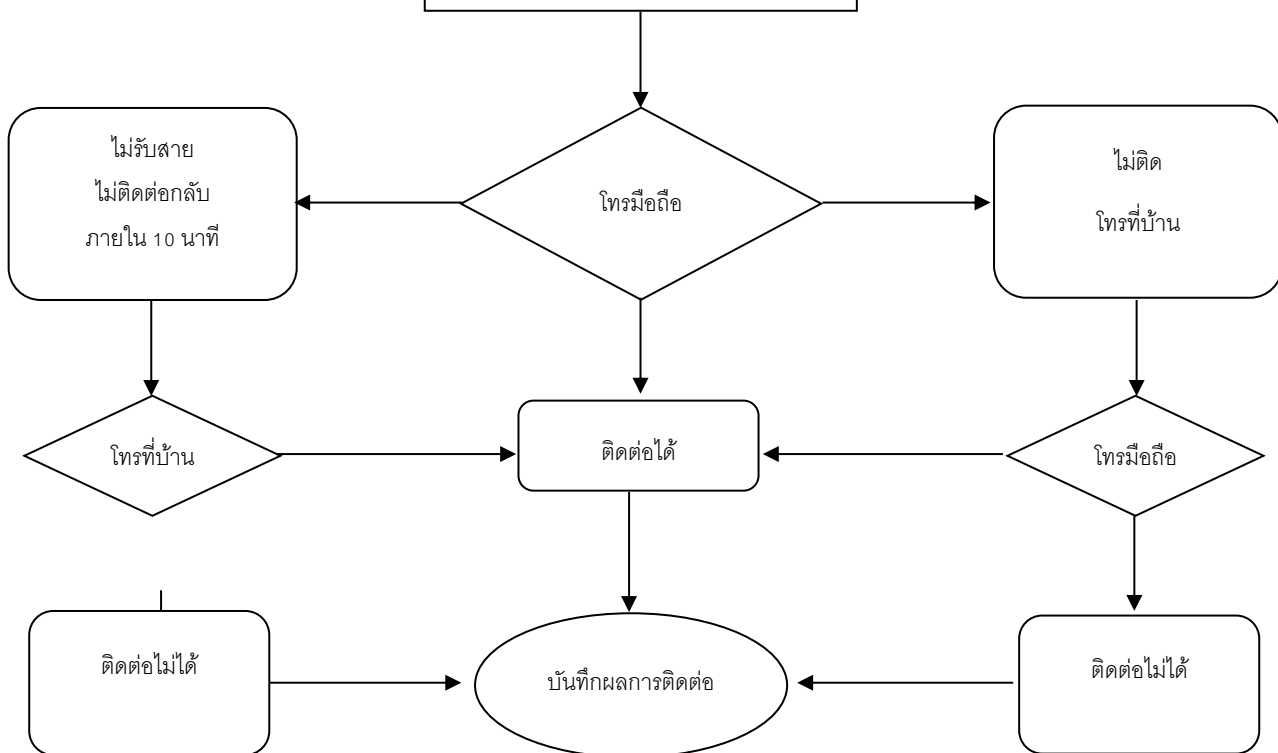 โทรมือถือ
ไม่รับสาย
ไม่ติดต่อกลับ
ภายใน 10 นาที
ไม่ติด
โทรที่บ้าน
โทรที่บ้าน
ติดต่อได้
โทรมือถือ
ติดต่อไม่ได้
บันทึกผลการติดต่อ
ติดต่อไม่ได้